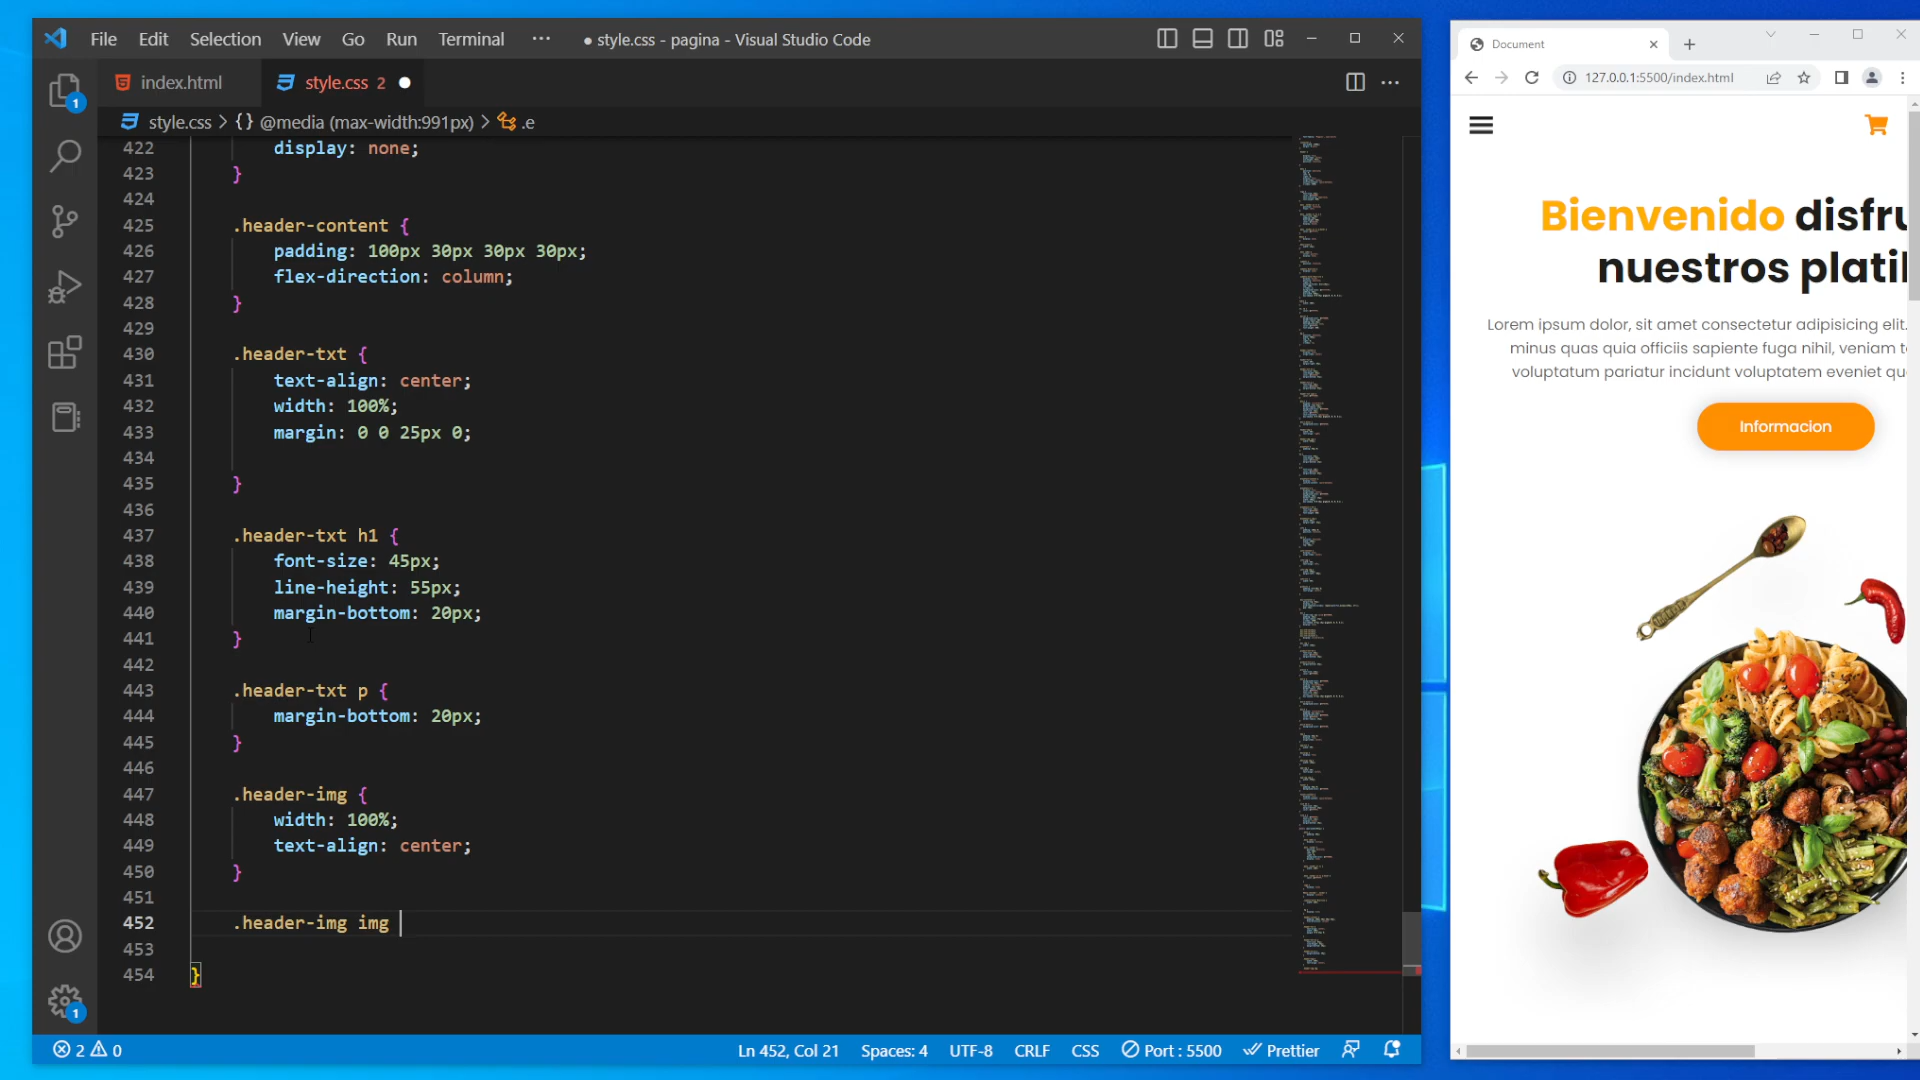 File Edit Selection View Go Run Terminal ··· ● style.css - pagina - Visual Studio Code
index.html style.css 2
style.css > {} @media (max-width:991px) > .e
422 display: none;
423 }
424
425 .header-content {
426 padding: 100px 30px 30px 30px;
427 flex-direction: column;
428 }
429
430 .header-txt {
431 text-align: center;
432 width: 100%;
433 margin: 0 0 25px 0;
434
435 }
436
437 .header-txt h1 {
438 font-size: 45px;
439 line-height: 55px;
440 margin-bottom: 20px;
441 }
442
443 .header-txt p {
444 margin-bottom: 20px;
445 }
446
447 .header-img {
448 width: 100%;
449 text-align: center;
450 }
451
452 .header-img img
453
454 }
1
1
2 0 Ln 452, Col 21 Spaces: 4 UTF-8 CRLF CSS Port : 5500 Prettier
Document
127.0.0.1:5500/index.html
Bienvenido disfru
nuestros platil
Lorem ipsum dolor, sit amet consectetur adipisicing elit.
minus quas quia officiis sapiente fuga nihil, veniam
voluptatum pariatur incidunt voluptatem eveniet
Informacion